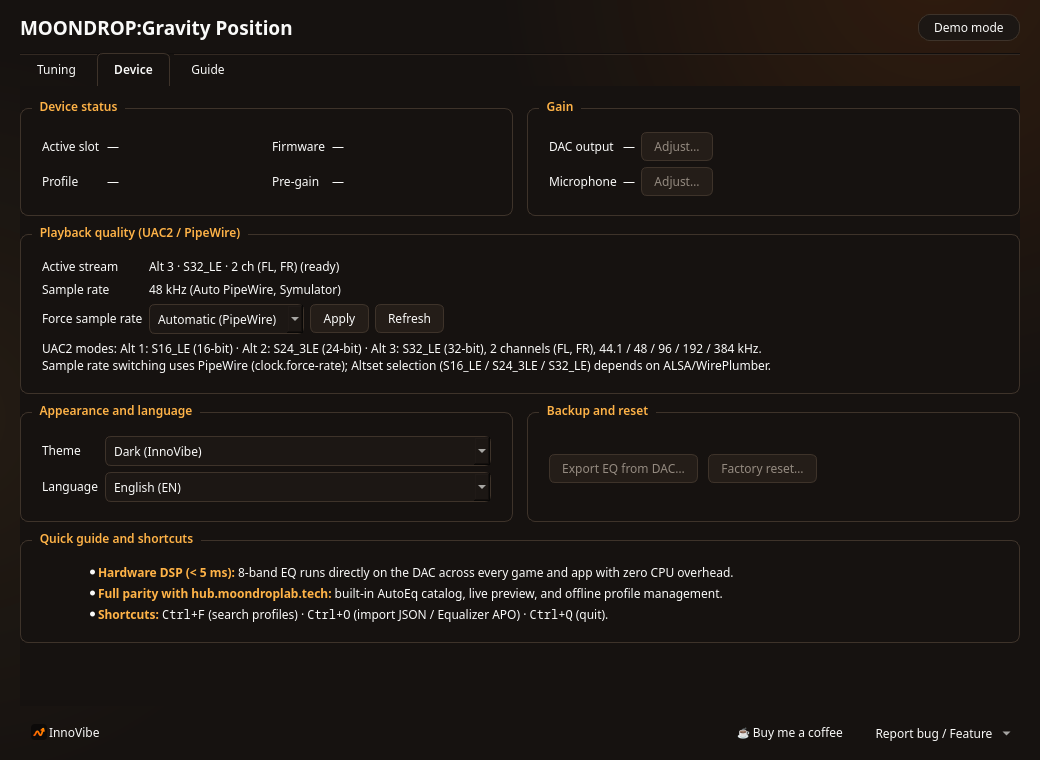 MOONDROP:Gravity Position
Demo mode
Tuning
Device
Guide
Device status
Active slot —
Firmware —
Profile —
Pre-gain —
Gain
DAC output — Adjust...
Microphone — Adjust...
Playback quality (UAC2 / PipeWire)
Active stream Alt 3 · S32_LE · 2 ch (FL, FR) (ready)
Sample rate 48 kHz (Auto PipeWire, Symulator)
Force sample rate Automatic (PipeWire) Apply Refresh
UAC2 modes: Alt 1: S16_LE (16-bit) · Alt 2: S24_3LE (24-bit) · Alt 3: S32_LE (32-bit), 2 channels (FL, FR), 44.1 / 48 / 96 / 192 / 384 kHz.
Sample rate switching uses PipeWire (clock.force-rate); Altset selection (S16_LE / S24_3LE / S32_LE) depends on ALSA/WirePlumber.
Appearance and language
Theme Dark (InnoVibe)
Language English (EN)
Backup and reset
Export EQ from DAC... Factory reset...
Quick guide and shortcuts
• Hardware DSP (< 5 ms): 8-band EQ runs directly on the DAC across every game and app with zero CPU overhead.
• Full parity with hub.moondroplab.tech: built-in AutoEq catalog, live preview, and offline profile management.
• Shortcuts: Ctrl+F (search profiles) · Ctrl+O (import JSON / Equalizer APO) · Ctrl+Q (quit).
InnoVibe
☕ Buy me a coffee
Report bug / Feature